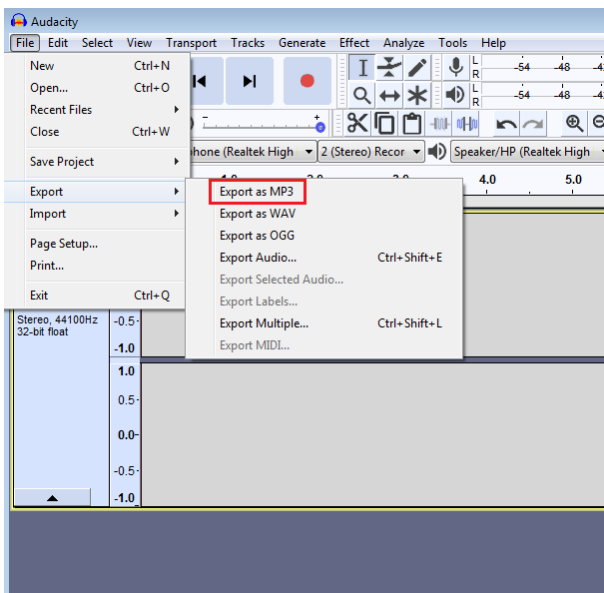 Audacity
File Edit Select View Transport Tracks Generate Effect Analyze Tools Help
New Ctrl+N
Open... Ctrl+O
Recent Files
Close Ctrl+W
Save Project
Export
Import
Page Setup...
Print...
Exit Ctrl+Q
L
R
-54 -48
L
R
-54 -48
phone (Realtek High
2 (Stereo) Recor
Speaker/HP (Realtek High
4.0 5.0
Export as MP3
Export as WAV
Export as OGG
Export Audio... Ctrl+Shift+E
Export Selected Audio...
Export Labels...
Export Multiple... Ctrl+Shift+L
Export MIDI...
Stereo, 44100Hz
32-bit float
-0.5-
-1.0
1.0
0.5-
0.0-
-0.5-
-1.0